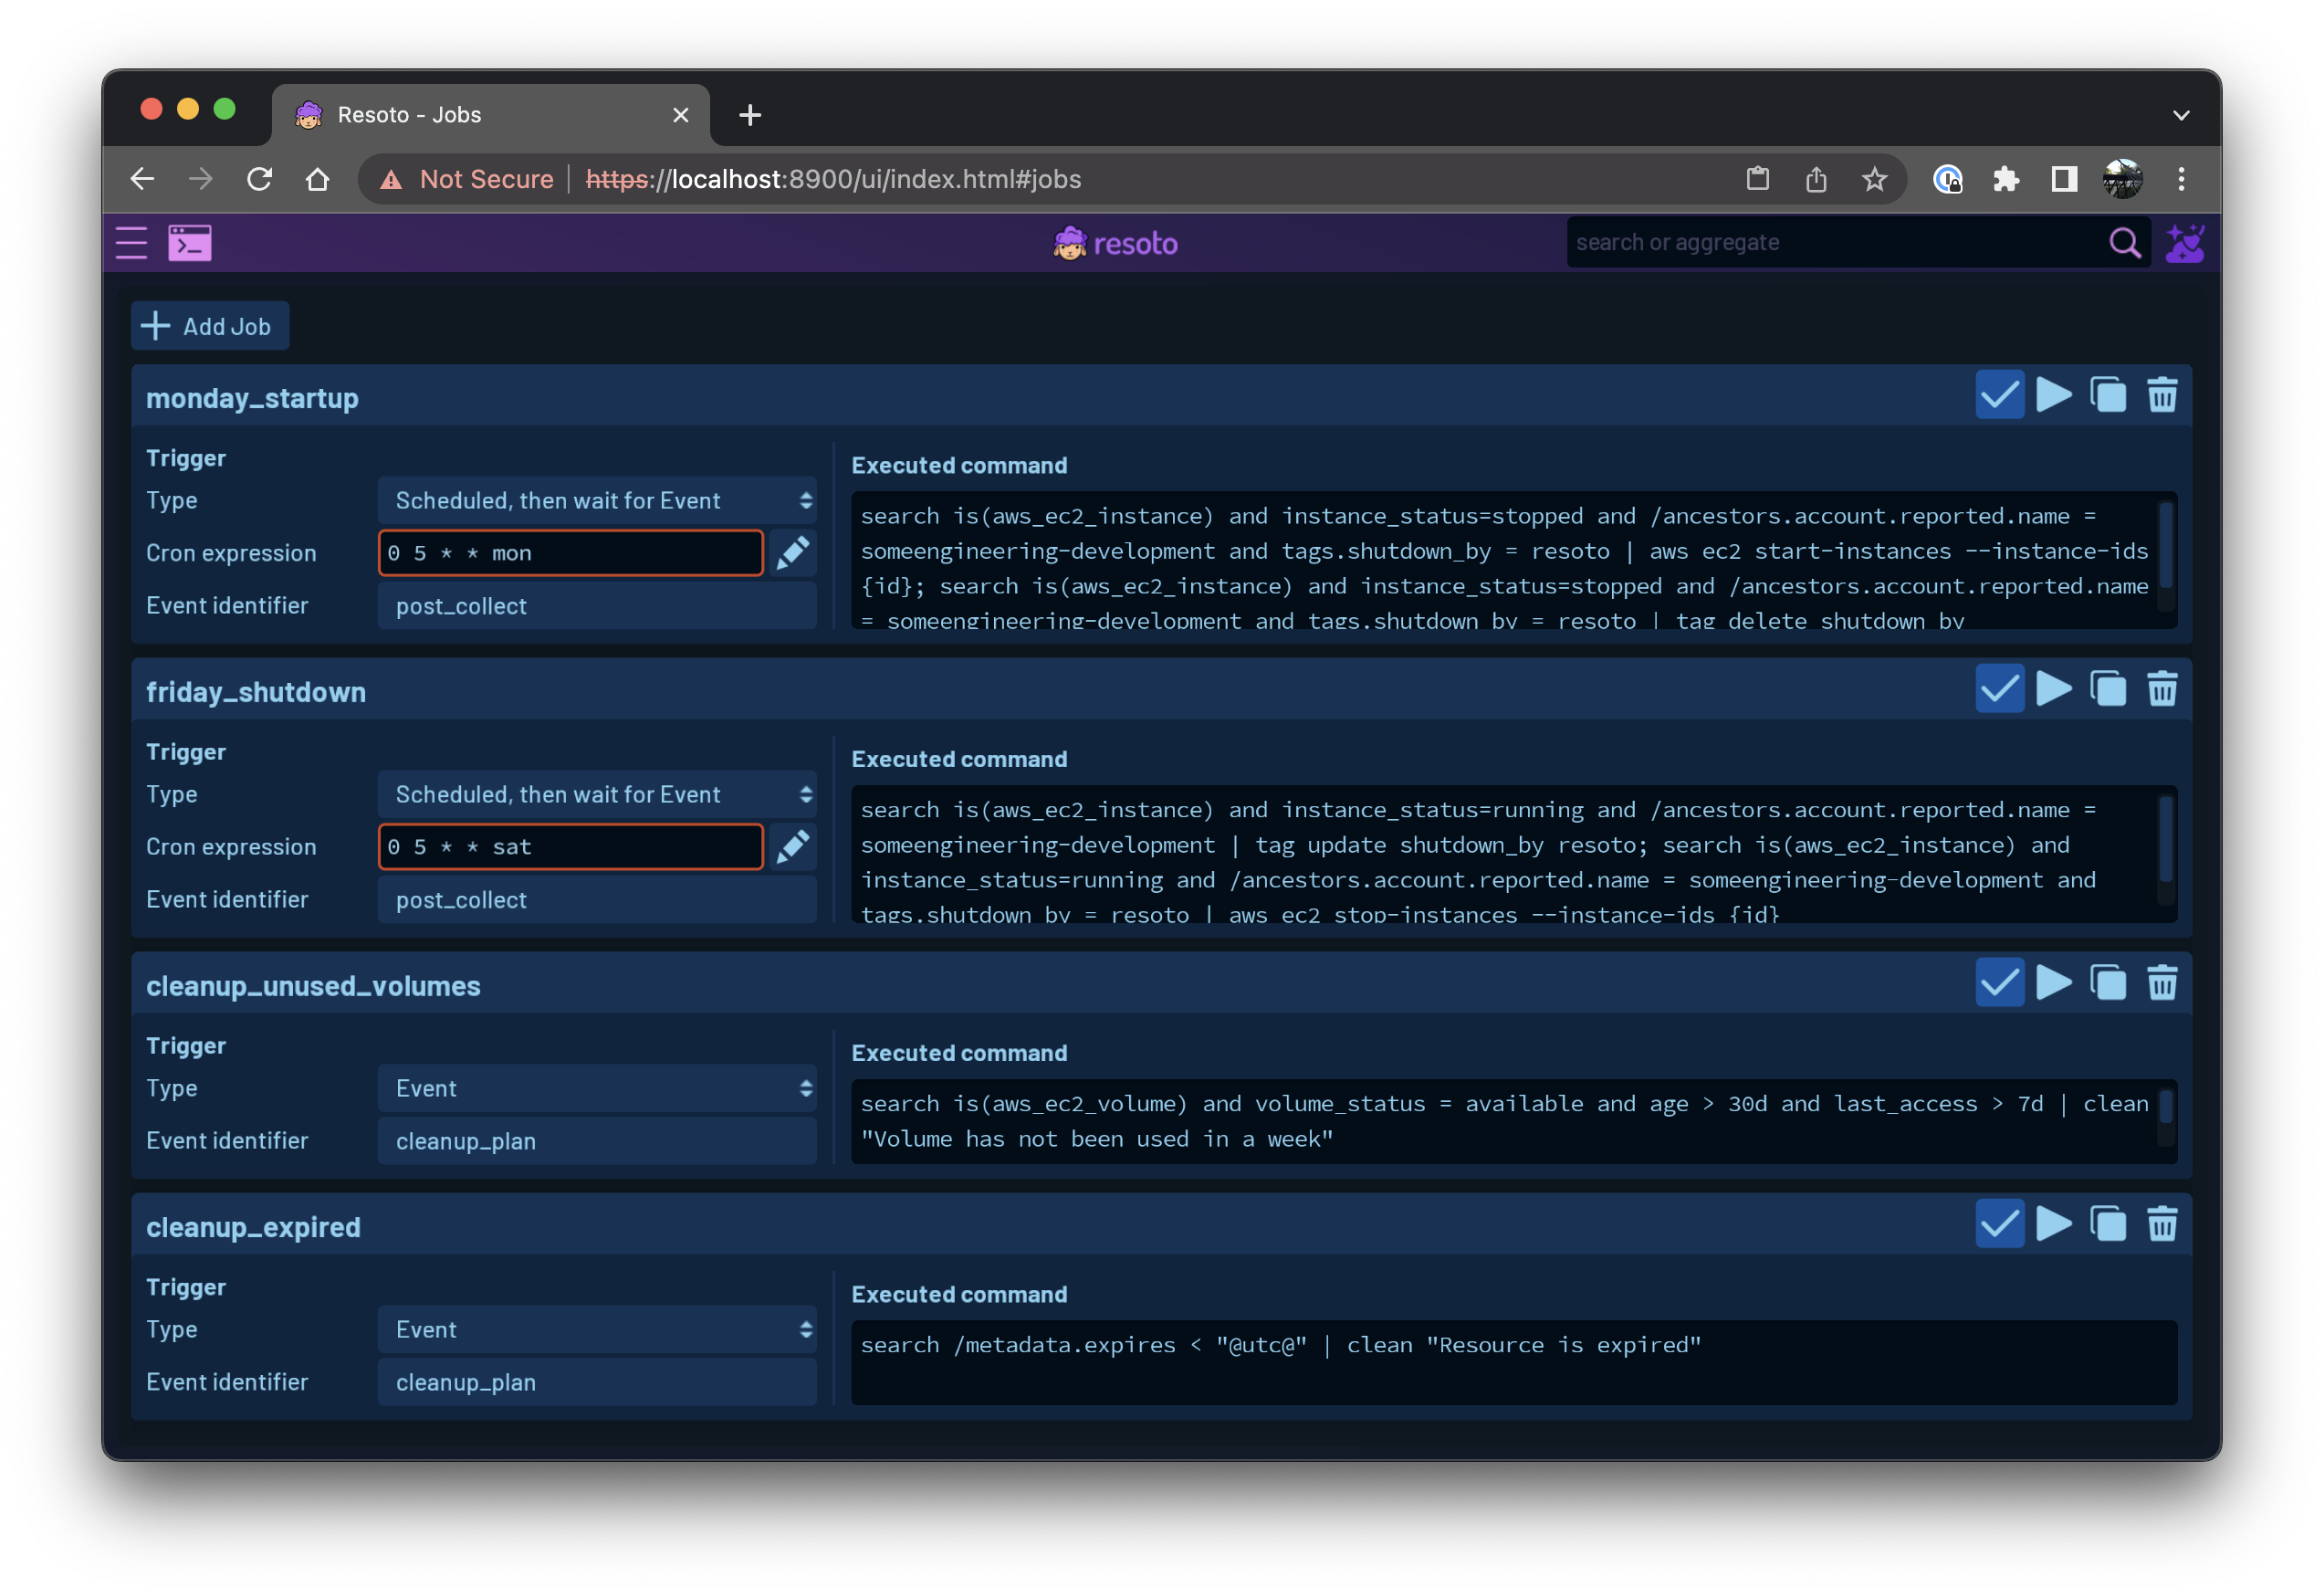 Resoto - Jobs
Not Secure
https://localhost:8900/ui/index.html#jobs
resoto
search or aggregate
Add Job
monday_startup
Trigger
Type
Scheduled, then wait for Event
Cron expression
0 5 * * mon
Event identifier
post_collect
Executed command
search is(aws_ec2_instance) and instance_status=stopped and /ancestors.account.reported.name =
someengineering-development and tags.shutdown_by = resoto | aws ec2 start-instances --instance-ids
{id}; search is(aws_ec2_instance) and instance_status=stopped and /ancestors.account.reported.name
= someengineering-development and tags.shutdown_by = resoto | tag delete shutdown_by
friday_shutdown
Trigger
Type
Scheduled, then wait for Event
Cron expression
0 5 * * sat
Event identifier
post_collect
Executed command
search is(aws_ec2_instance) and instance_status=running and /ancestors.account.reported.name =
someengineering-development | tag update shutdown_by resoto; search is(aws_ec2_instance) and
instance_status=running and /ancestors.account.reported.name = someengineering-development and
tags.shutdown_by = resoto | aws ec2 stop-instances --instance-ids {id}
cleanup_unused_volumes
Trigger
Type
Event
Event identifier
cleanup_plan
Executed command
search is(aws_ec2_volume) and volume_status = available and age > 30d and last_access > 7d | clean
"Volume has not been used in a week"
cleanup_expired
Trigger
Type
Event
Event identifier
cleanup_plan
Executed command
search /metadata.expires < "@utc@" | clean "Resource is expired"